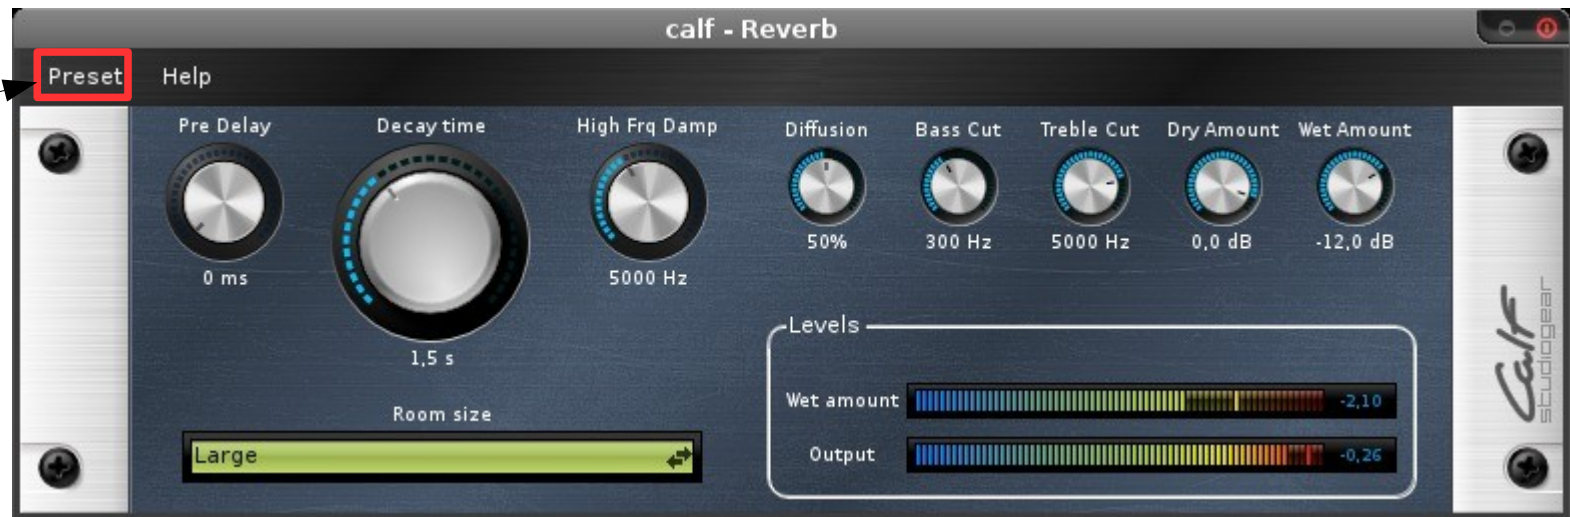 calf - Reverb
Preset Help
Pre Delay Decay time High Frq Damp Diffusion Bass Cut Treble Cut Dry Amount Wet Amount
50% 300 Hz 5000 Hz 0,0 dB -12,0 dB
0 ms 5000 Hz
1,5 s
Levels
Wet amount -2,10
Room size
Large
Output -0,26
Calf
studiogear